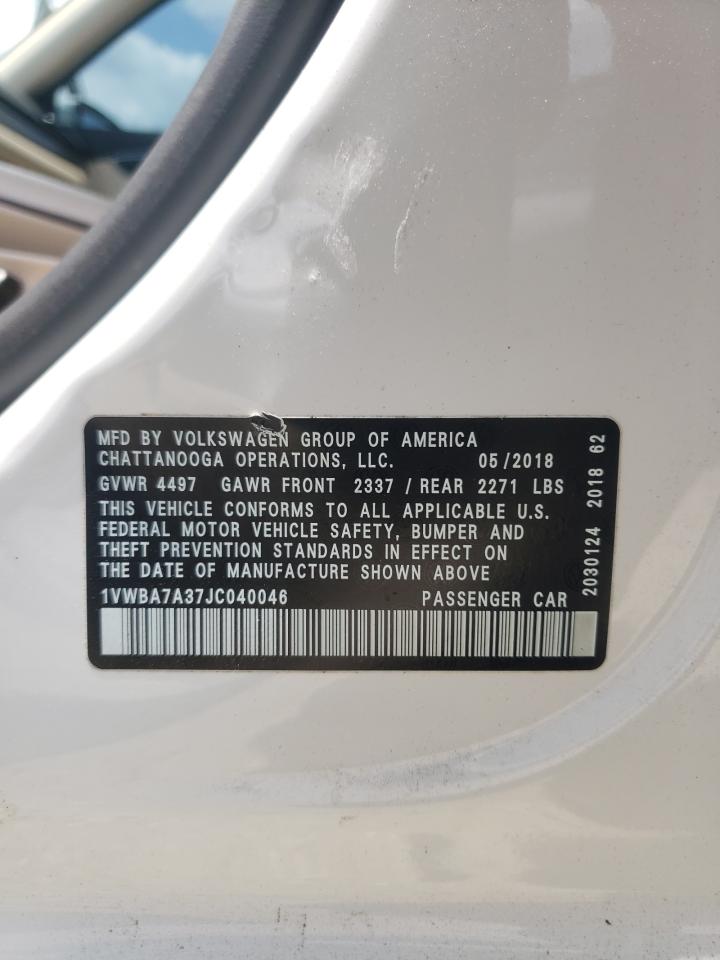 MFD BY VOLKSWAGEN GROUP OF AMERICA
CHATTANOOGA OPERATIONS, LLC. 05/2018
GVWR 4497 GAWR FRONT 2337 / REAR 2271 LBS
THIS VEHICLE CONFORMS TO ALL APPLICABLE U.S.
FEDERAL MOTOR VEHICLE SAFETY, BUMPER AND
THEFT PREVENTION STANDARDS IN EFFECT ON
THE DATE OF MANUFACTURE SHOWN ABOVE
1VWBA7A37JC040046 PASSENGER CAR
2030124 2018 62